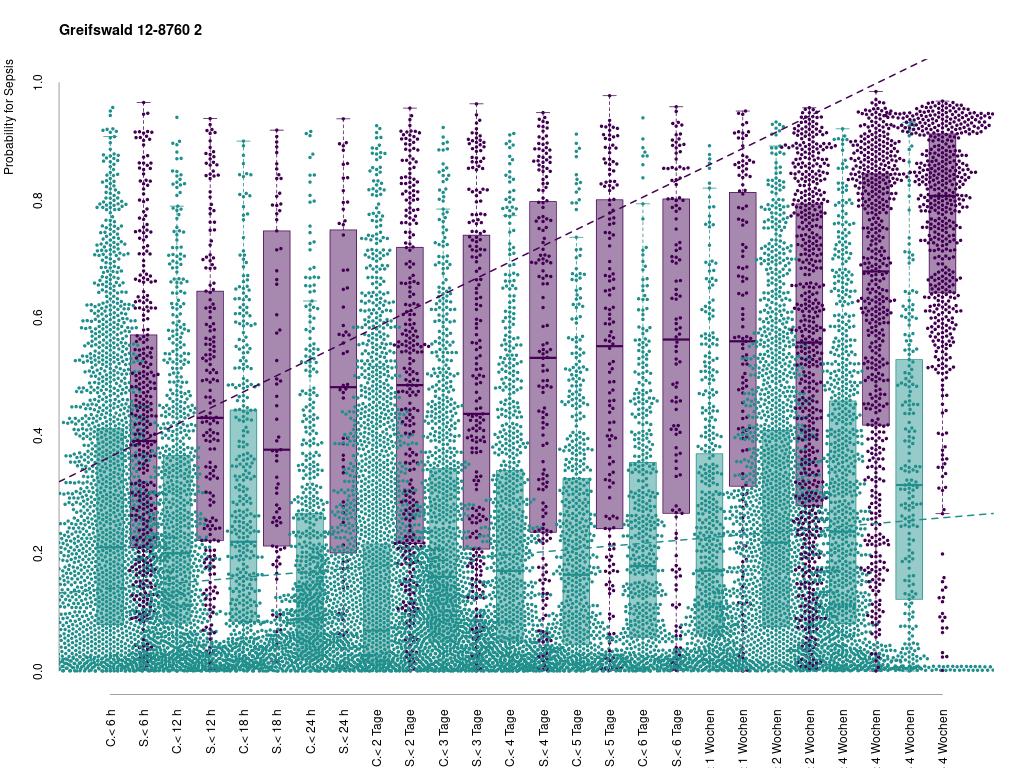 Greifswald 12-8760 2
Probability for Sepsis
1.0
0.8
0.6
0.4
0.2
0.0
C.< 6 h
S.< 6 h
C.< 12 h
S.< 12 h
C.< 18 h
S.< 18 h
C.< 24 h
S.< 24 h
C.< 2 Tage
S.< 2 Tage
C.< 3 Tage
S.< 3 Tage
C.< 4 Tage
S.< 4 Tage
C.< 5 Tage
S.< 5 Tage
C.< 6 Tage
S.< 6 Tage
1 Wochen
1 Wochen
2 Wochen
2 Wochen
4 Wochen
4 Wochen
4 Wochen
4 Wochen